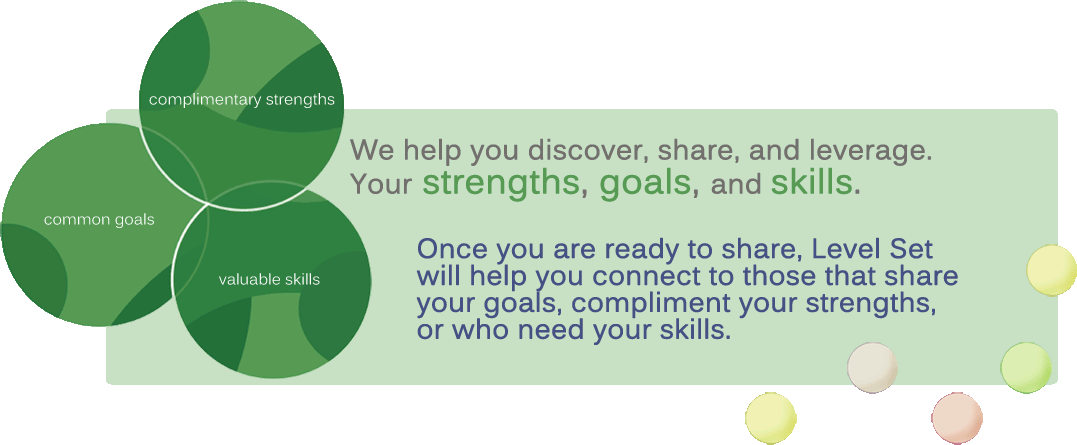 complimentary strengths
common goals
valuable skills
We help you discover, share, and leverage.
Your strengths, goals, and skills.
Once you are ready to share, Level Set
will help you connect to those that share
your goals, compliment your strengths,
or who need your skills.